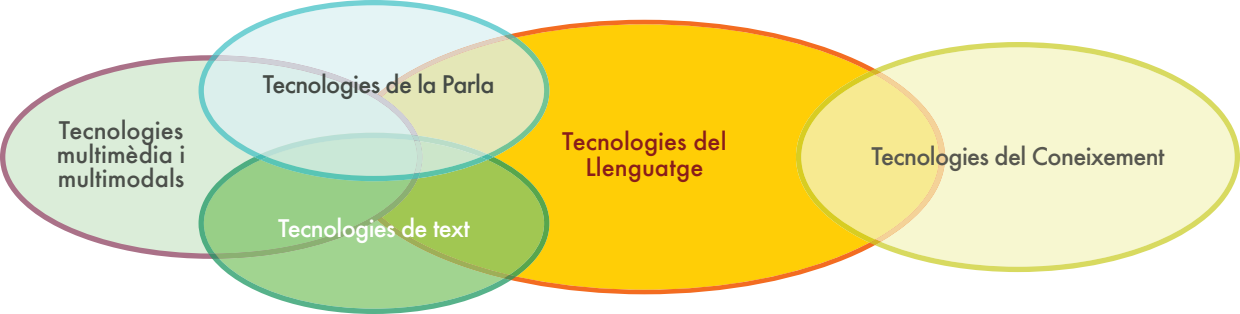 Tecnologies de la Parla
Tecnologies
multimèdia i
multimodals
Tecnologies del
Llenguatge
Tecnologies del Coneixement
Tecnologies de text